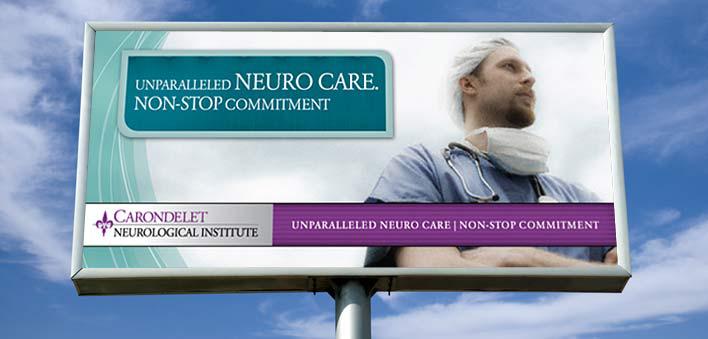 UNPARALLELED NEURO CARE.
NON-STOP COMMITMENT
CARONDELET
NEUROLOGICAL INSTITUTE
UNPARALLELED NEURO CARE | NON-STOP COMMITMENT